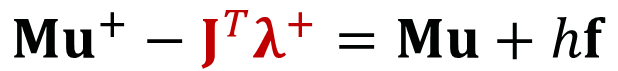 𝐌𝐮⁺ − 𝐉ᵀ𝛌⁺ = 𝐌𝐮 + ℎ𝐟